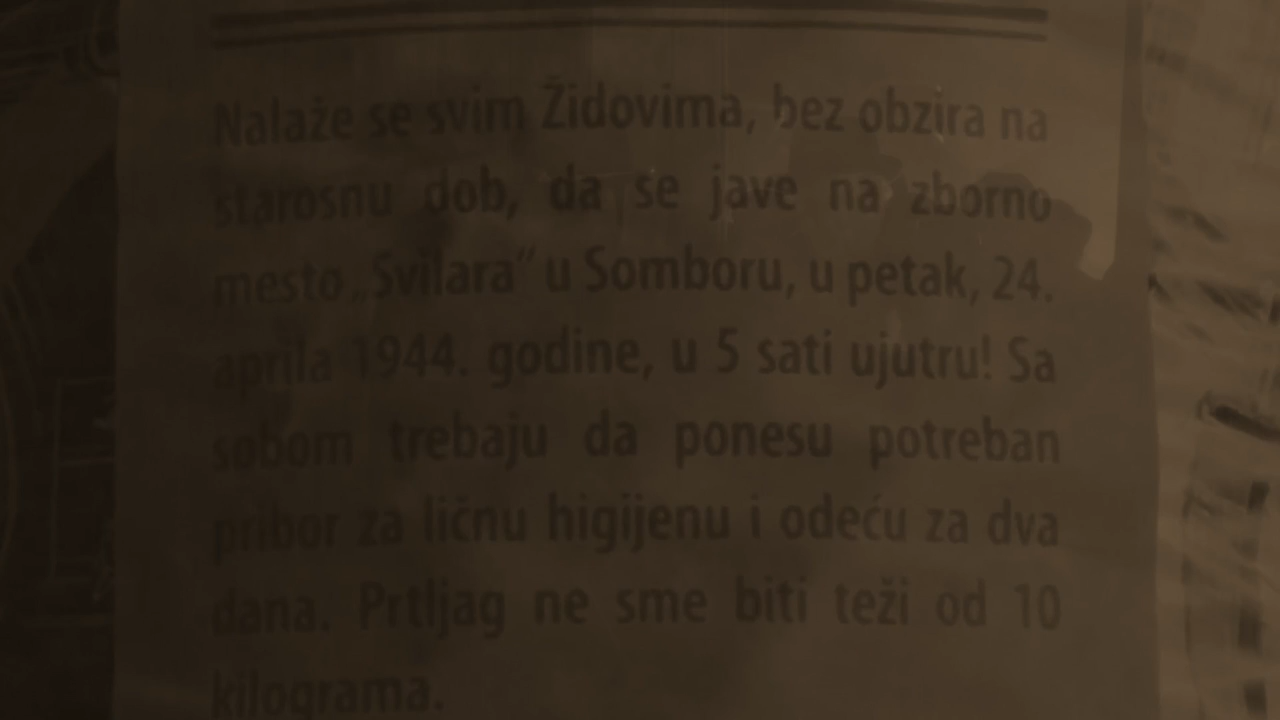 Nalaže se svim Židovima, bez obzira na
starosnu dob, da se jave na zborno
mesto „Svilara“ u Somboru, u petak, 24.
aprila 1944. godine, u 5 sati ujutru! Sa
sobom trebaju da ponesu potreban
pribor za ličnu higijenu i odeću za dva
dana. Prtljag ne sme biti teži od 10
kilograma.